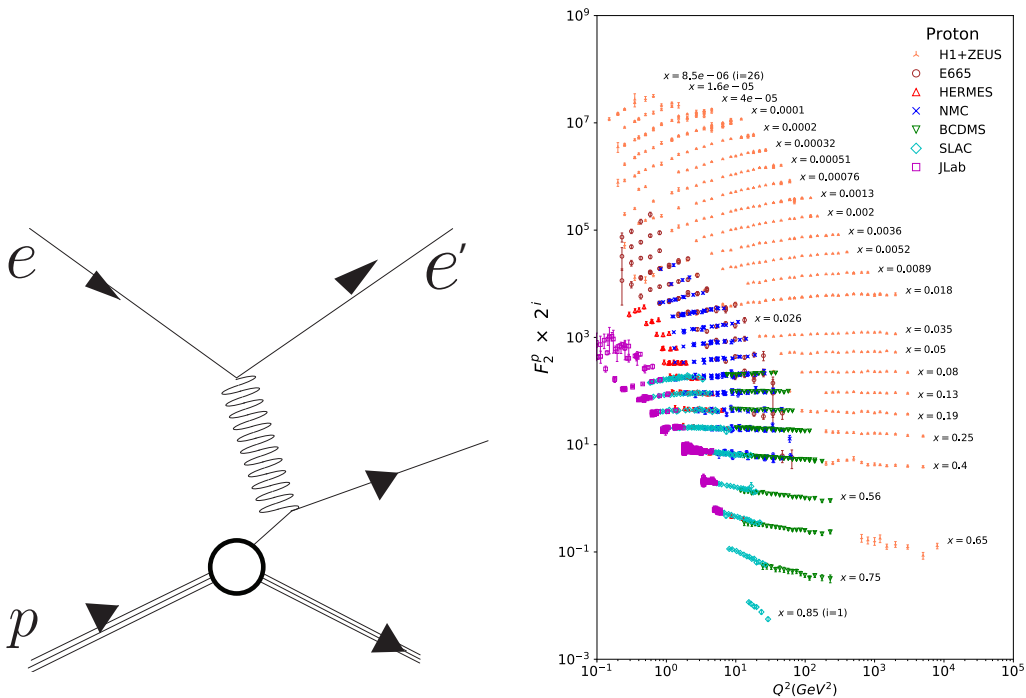 e
e'
p
10⁹
10⁷
10⁵
10³
10¹
10⁻¹
10⁻³
F₂ᵖ × 2ⁱ
Proton
H1+ZEUS
E665
HERMES
NMC
BCDMS
SLAC
JLab
x = 8.5e−06 (i=26)
x = 1.6e−05
x = 4e−05
x = 0.0001
x = 0.0002
x = 0.00032
x = 0.00051
x = 0.00076
x = 0.0013
x = 0.002
x = 0.0036
x = 0.0052
x = 0.0089
x = 0.018
x = 0.026
x = 0.035
x = 0.05
x = 0.08
x = 0.13
x = 0.19
x = 0.25
x = 0.4
x = 0.56
x = 0.65
x = 0.75
x = 0.85 (i=1)
10⁻¹ 10⁰ 10¹ 10² 10³ 10⁴ 10⁵
Q²(GeV²)